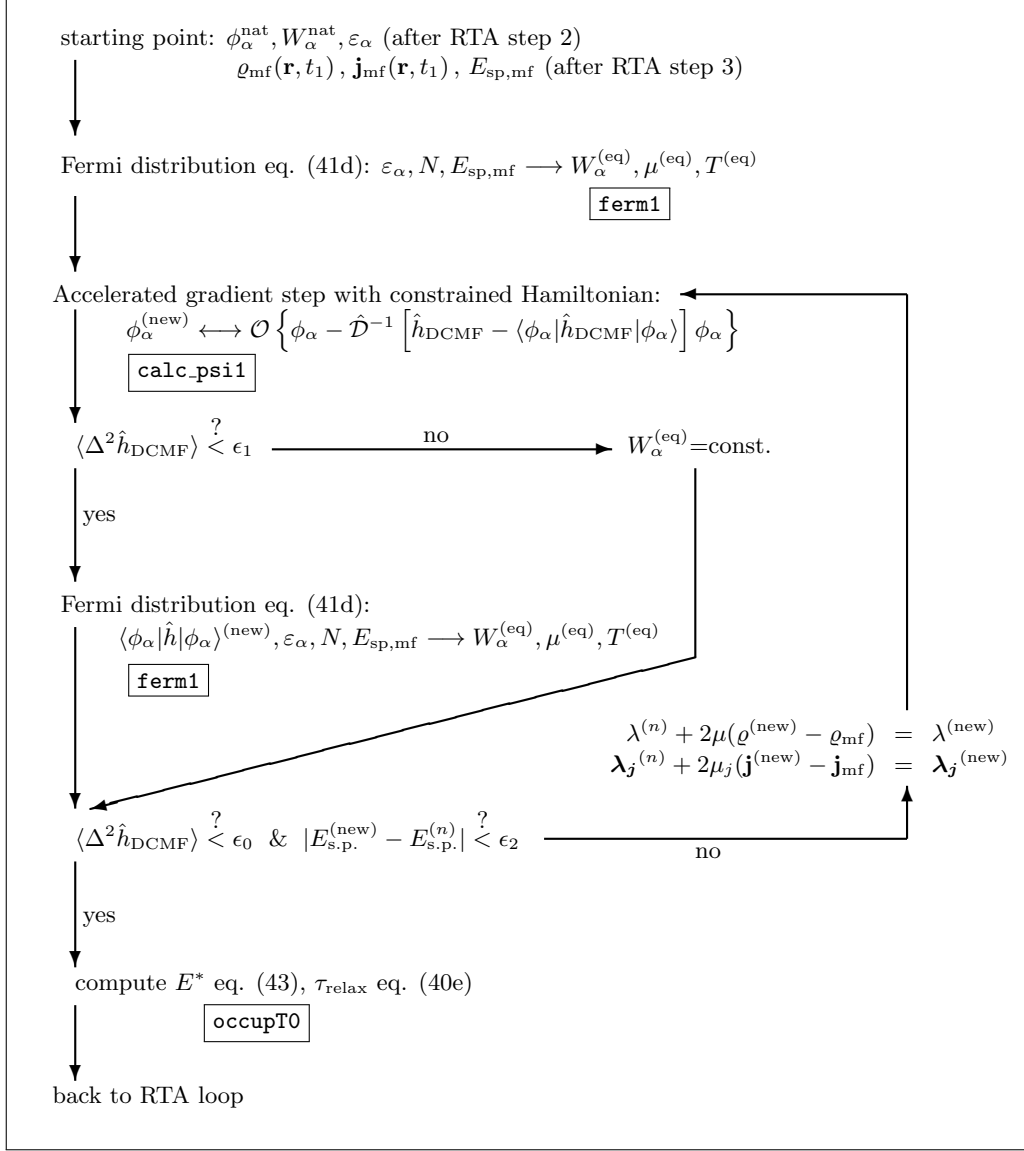 starting point: ϕ_α^nat, W_α^nat, ε_α (after RTA step 2)
ϱ_mf(𝐫, t_1) , 𝐣_mf(𝐫, t_1) , E_sp,mf (after RTA step 3)
Fermi distribution eq. (41d): ε_α, N, E_sp,mf ⟶ W_α^(eq), μ^(eq), T^(eq)
ferm1
Accelerated gradient step with constrained Hamiltonian:
ϕ_α^(new) ⟷ 𝒪 { ϕ_α − 𝒟̂^−1 [ ĥ_DCMF − ⟨ϕ_α|ĥ_DCMF|ϕ_α⟩ ] ϕ_α }
calc_psi1
⟨Δ^2 ĥ_DCMF⟩ <^? ϵ_1 no W_α^(eq)=const.
yes
Fermi distribution eq. (41d):
⟨ϕ_α|ĥ|ϕ_α⟩^(new), ε_α, N, E_sp,mf ⟶ W_α^(eq), μ^(eq), T^(eq)
ferm1
λ^(n) + 2μ(ϱ^(new) − ϱ_mf) = λ^(new)
𝝀_𝒋^(n) + 2μ_j(𝐣^(new) − 𝐣_mf) = 𝝀_𝒋^(new)
⟨Δ^2 ĥ_DCMF⟩ <^? ϵ_0 & |E_s.p.^(new) − E_s.p.^(n)| <^? ϵ_2
no
yes
compute E* eq. (43), τ_relax eq. (40e)
occupT0
back to RTA loop